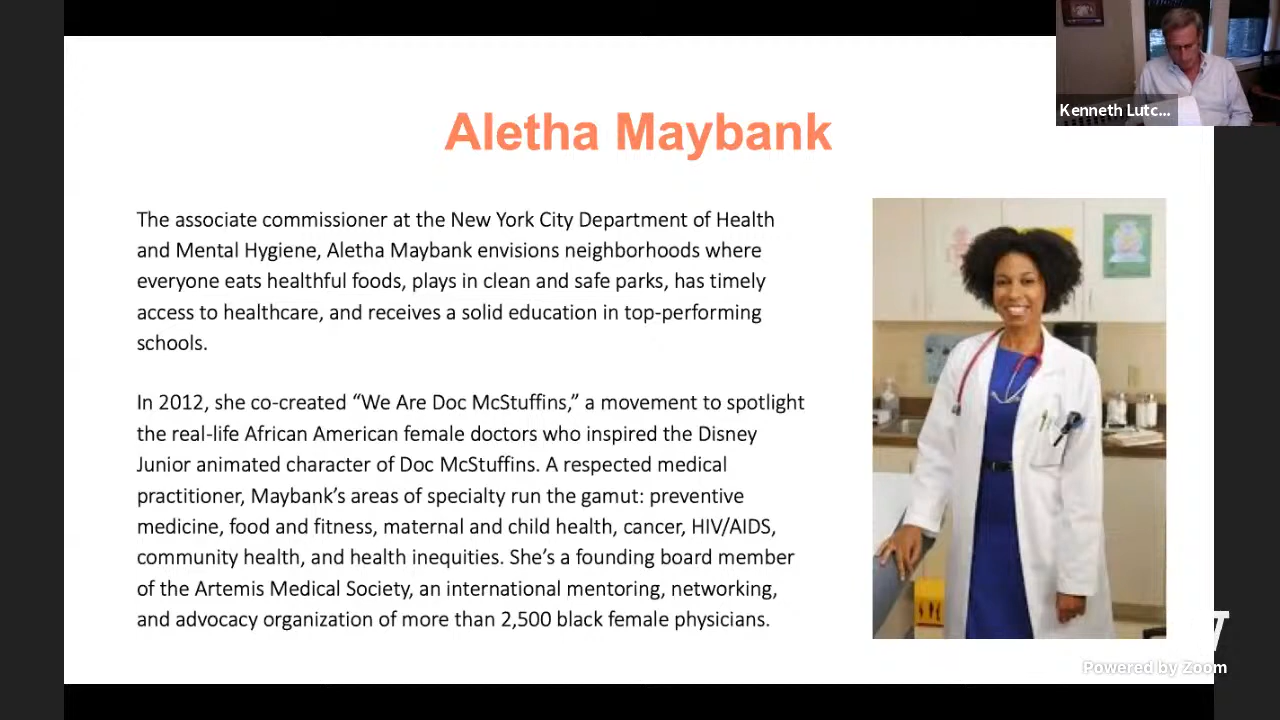 Aletha Maybank
Kenneth Lutc...
The associate commissioner at the New York City Department of Health
and Mental Hygiene, Aletha Maybank envisions neighborhoods where
everyone eats healthful foods, plays in clean and safe parks, has timely
access to healthcare, and receives a solid education in top-performing
schools.
In 2012, she co-created “We Are Doc McStuffins,” a movement to spotlight
the real-life African American female doctors who inspired the Disney
Junior animated character of Doc McStuffins. A respected medical
practitioner, Maybank’s areas of specialty run the gamut: preventive
medicine, food and fitness, maternal and child health, cancer, HIV/AIDS,
community health, and health inequities. She’s a founding board member
of the Artemis Medical Society, an international mentoring, networking,
and advocacy organization of more than 2,500 black female physicians.
Powered by Zoom